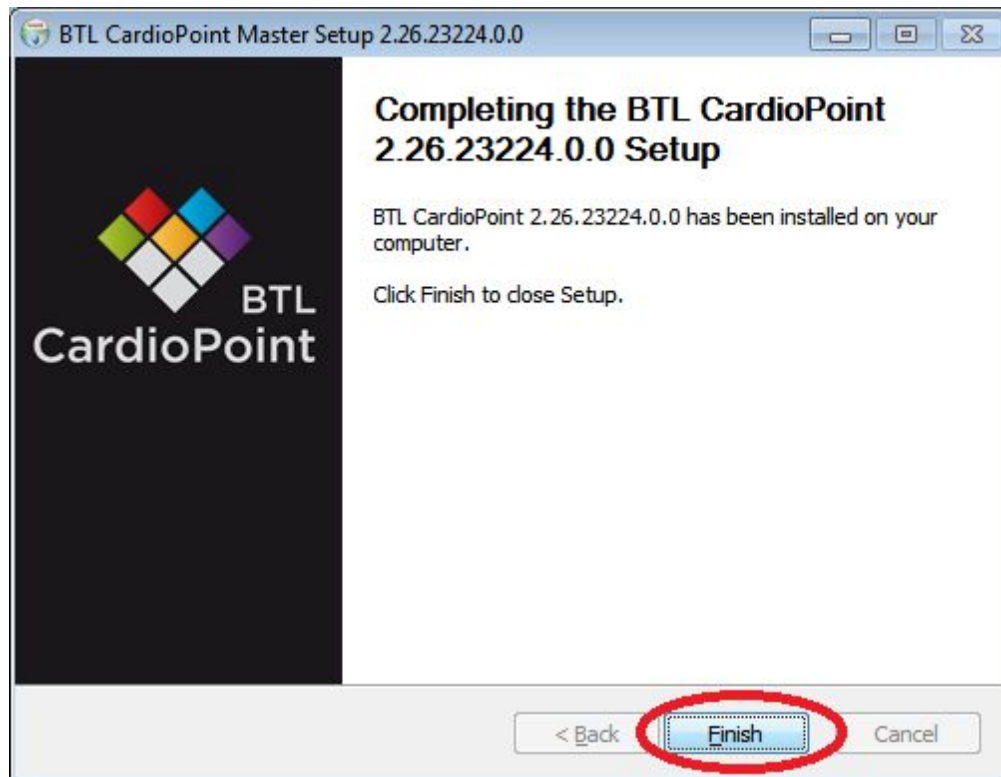 BTL CardioPoint Master Setup 2.26.23224.0.0
BTL
CardioPoint
Completing the BTL CardioPoint
2.26.23224.0.0 Setup
BTL CardioPoint 2.26.23224.0.0 has been installed on your
computer.
Click Finish to close Setup.
< Back
Finish
Cancel